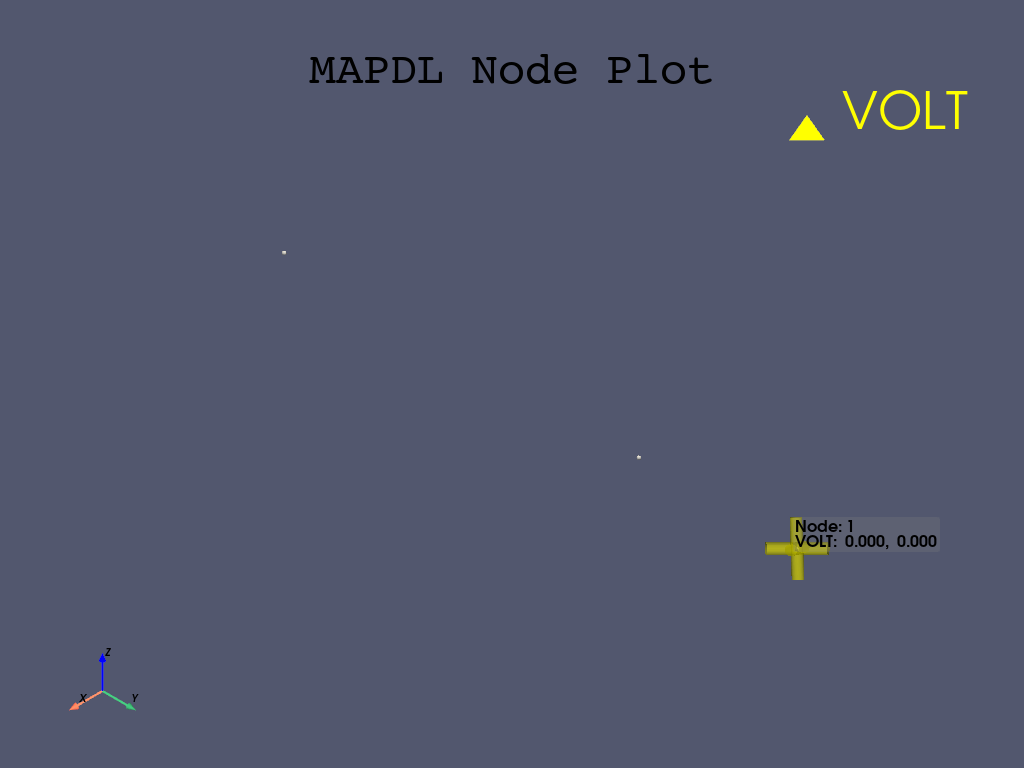 MAPDL Node Plot
VOLT
Node: 1
VOLT: 0.000, 0.000
Z
X
Y